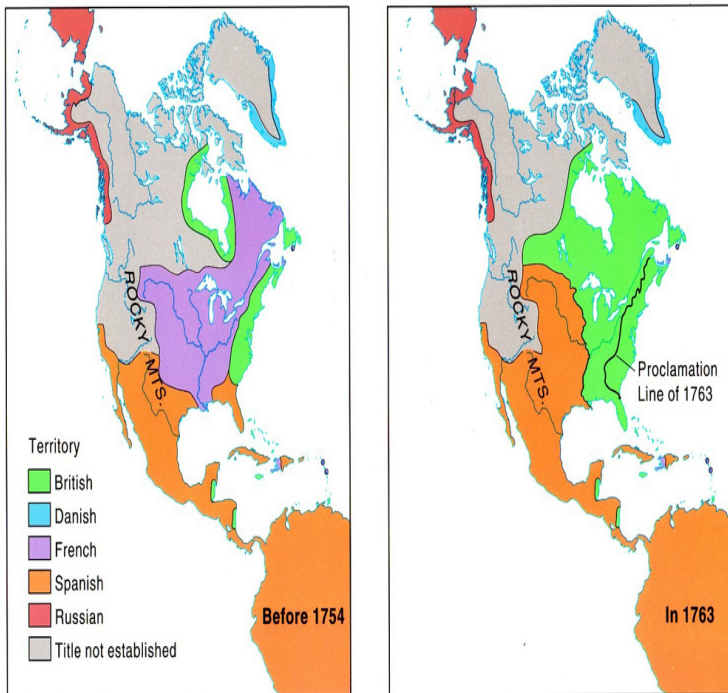 ROCKY
MTS.
Territory
British
Danish
French
Spanish
Russian
Title not established
Before 1754
ROCKY
MTS.
Proclamation
Line of 1763
In 1763